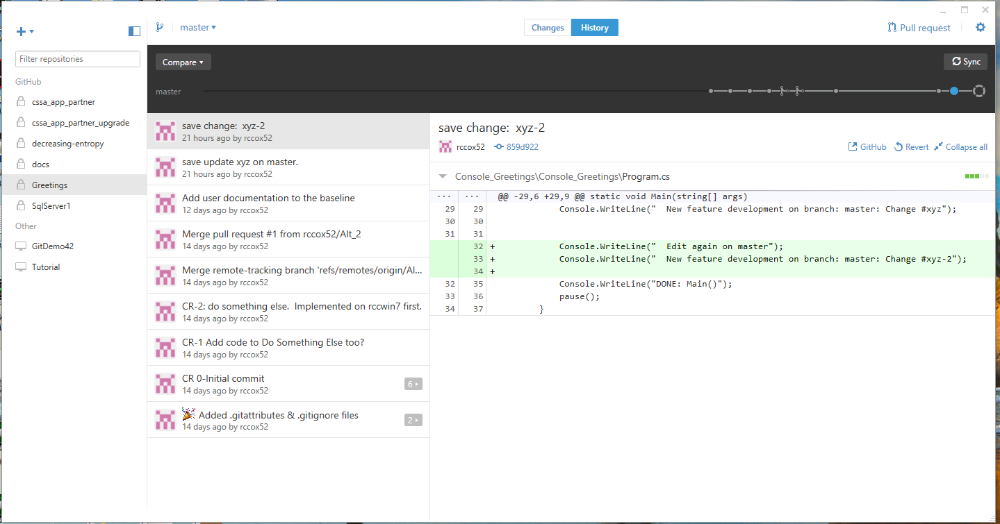 master
Changes
History
Pull request
Filter repositories
GitHub
cssa_app_partner
cssa_app_partner_upgrade
decreasing-entropy
docs
Greetings
SqlServer1
Other
GitDemo42
Tutorial
Compare
Sync
master
save change:  xyz-2
21 hours ago by rccox52
save update xyz on master.
21 hours ago by rccox52
Add user documentation to the baseline
12 days ago by rccox52
Merge pull request #1 from rccox52/Alt_2
14 days ago by rccox52
Merge remote-tracking branch 'refs/remotes/origin/Al...
14 days ago by rccox52
CR-2: do something else.  Implemented on rccwin7 first.
14 days ago by rccox52
CR-1 Add code to Do Something Else too?
14 days ago by rccox52
CR 0-Initial commit
14 days ago by rccox52
6
Added .gitattributes & .gitignore files
14 days ago by rccox52
2
save change:  xyz-2
rccox52 859d922
GitHub Revert Collapse all
Console_Greetings\Console_Greetings\Program.cs
... ... @@ -29,6 +29,9 @@ static void Main(string[] args)
29 29 Console.WriteLine("  New feature development on branch: master: Change #xyz");
30 30
31 31
32 + Console.WriteLine("  Edit again on master");
33 + Console.WriteLine("  New feature development on branch: master: Change #xyz-2");
34 +
32 35 Console.WriteLine("DONE: Main()");
33 36 pause();
34 37 }